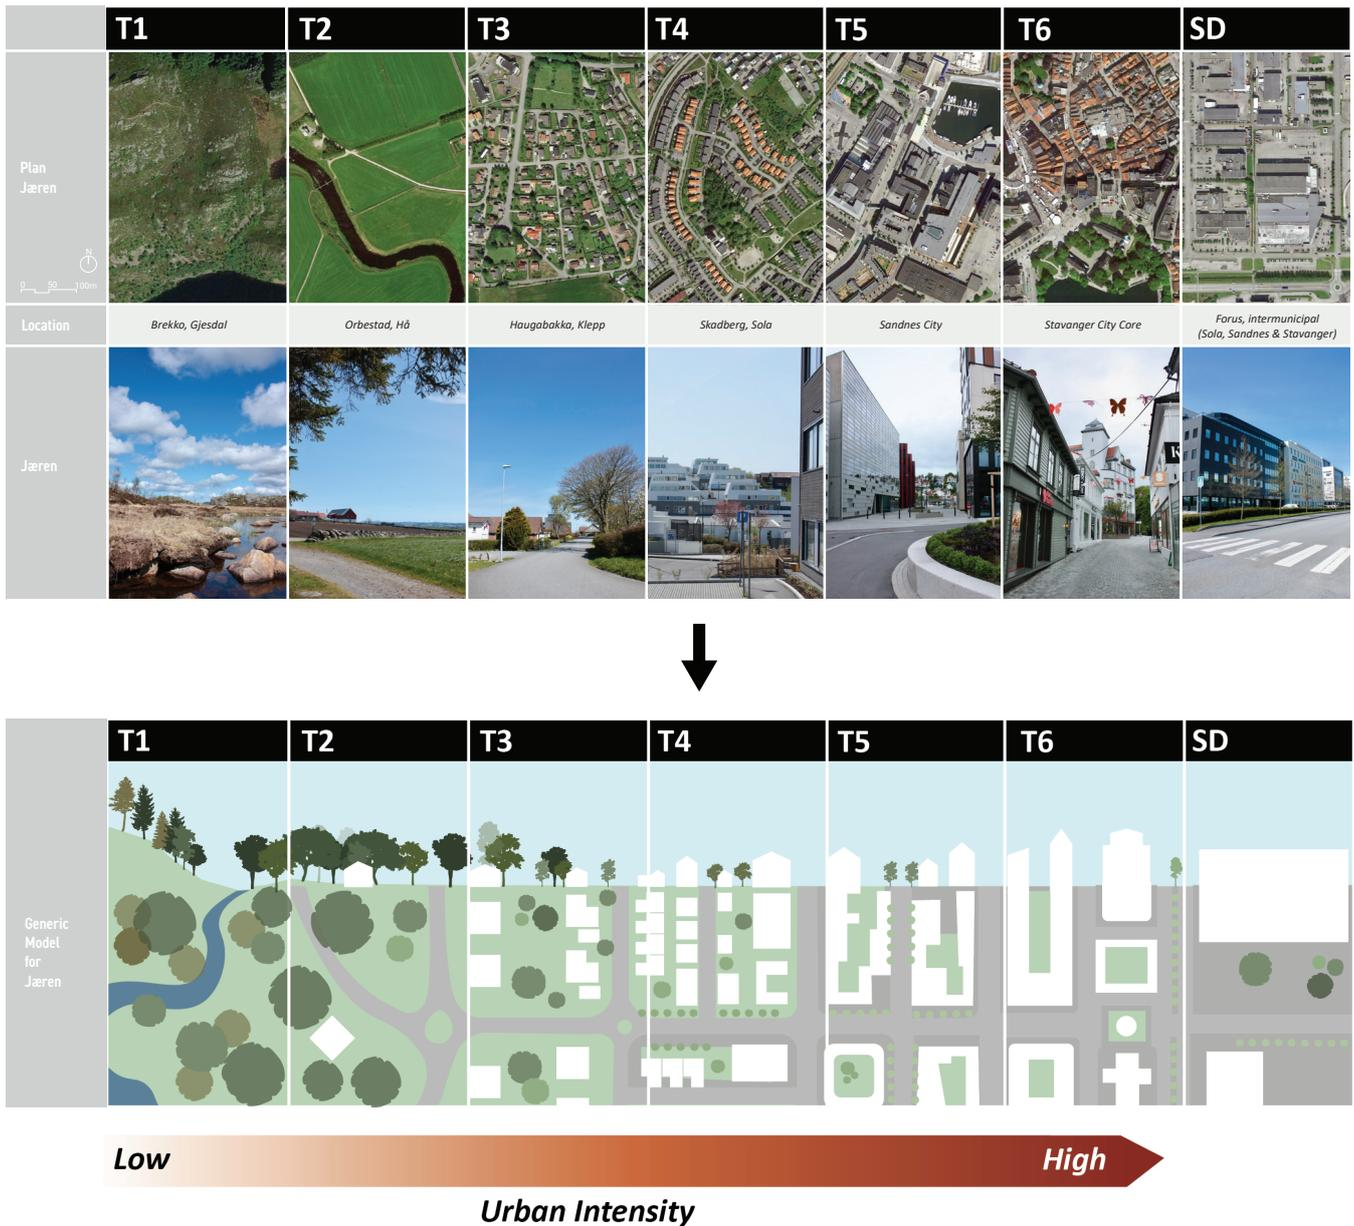 T1
T2
T3
T4
T5
T6
SD
Plan
Jæren
N
0 50 100m
Location
Brekko, Gjesdal
Orbestad, Hå
Haugabakka, Klepp
Skadberg, Sola
Sandnes City
Stavanger City Core
Forus, intermunicipal
(Sola, Sandnes & Stavanger)
Jæren
K
T1
T2
T3
T4
T5
T6
SD
Generic
Model
for
Jæren
Low
High
Urban Intensity